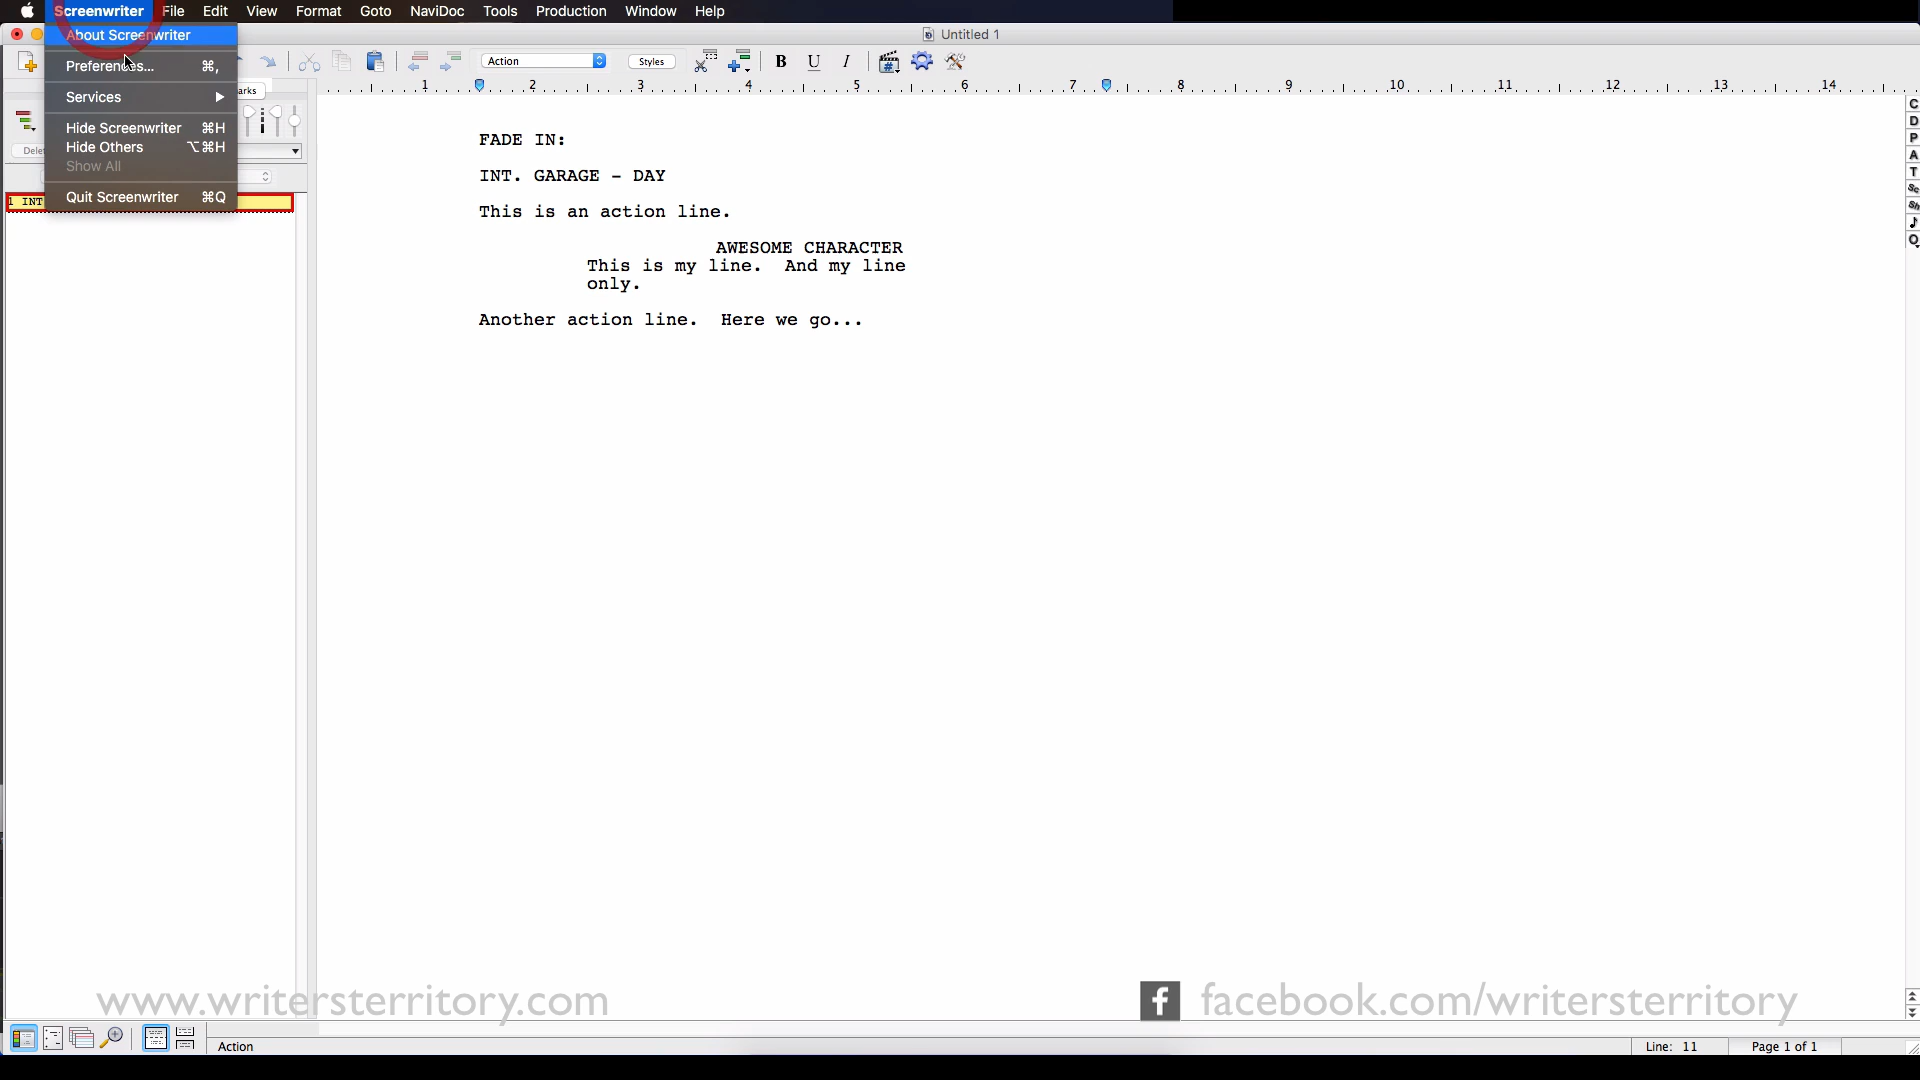 Screenwriter File Edit View Format Goto NaviDoc Tools Production Window Help
About Screenwriter
Untitled 1
Preferences... ⌘,
Action
Styles
B U I
Services
arks
1 2 3 4 5 6 7 8 9 10 11 12 13 14
Hide Screenwriter ⌘H
Hide Others ⌥⌘H
Show All
Quit Screenwriter ⌘Q
Delet
1 INT
FADE IN:
INT. GARAGE - DAY
This is an action line.
AWESOME CHARACTER
This is my line. And my line
only.
Another action line. Here we go...
C
D
P
A
T
Sc
Sh
Q
www.writersterritory.com
f facebook.com/writersterritory
Action
Line: 11
Page 1 of 1